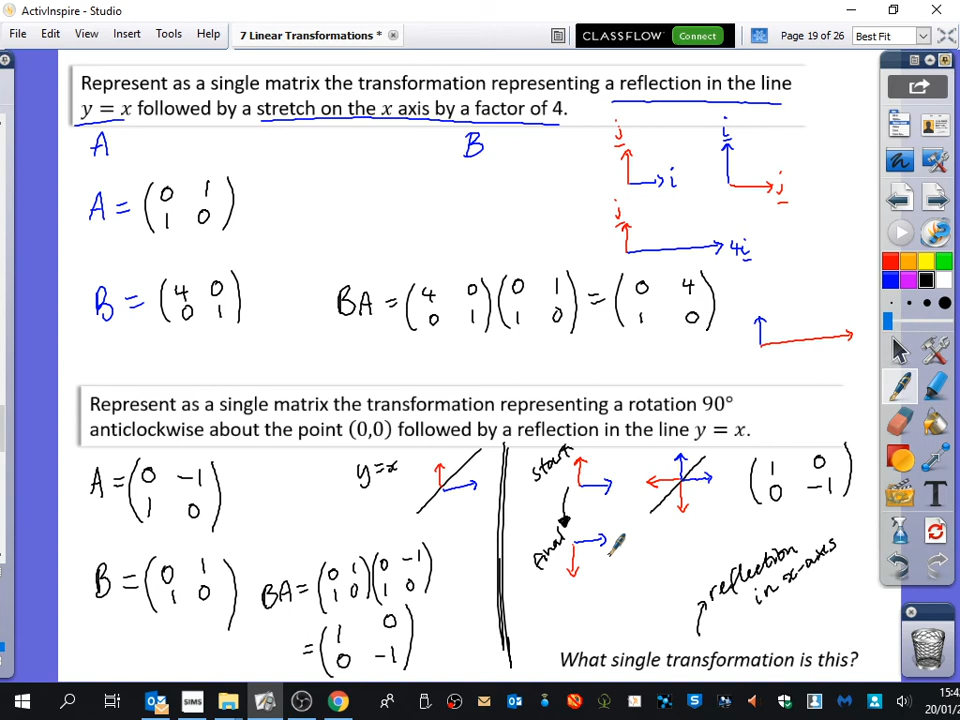 ActivInspire - Studio
File Edit View Insert Tools Help
7 Linear Transformations *
CLASSFLOW Connect
Page 19 of 26
Best Fit
Represent as a single matrix the transformation representing a reflection in the line
y = x followed by a stretch on the x axis by a factor of 4.
A B
j i
i j
j
4i
A = (0 1
1 0)
B = (4 0
0 1)
BA = (4 0
0 1) (0 1
1 0) = (0 4
1 0)
Represent as a single matrix the transformation representing a rotation 90°
anticlockwise about the point (0,0) followed by a reflection in the line y = x.
A = (0 -1
1 0)
y=x
B = (0 1
1 0)
BA = (0 1
1 0) (0 -1
1 0)
= (1 0
0 -1)
start
final
(1 0
0 -1)
reflection
in x-axis
What single transformation is this?
SIMS
15:4
20/01/2